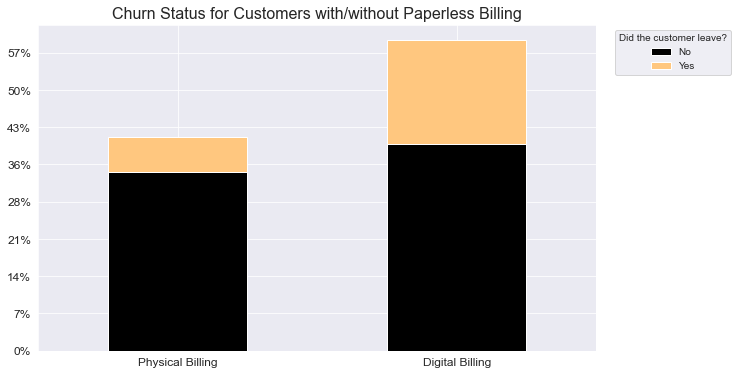 Churn Status for Customers with/without Paperless Billing
Did the customer leave?
No
Yes
57%
50%
43%
36%
28%
21%
14%
7%
0%
Physical Billing
Digital Billing